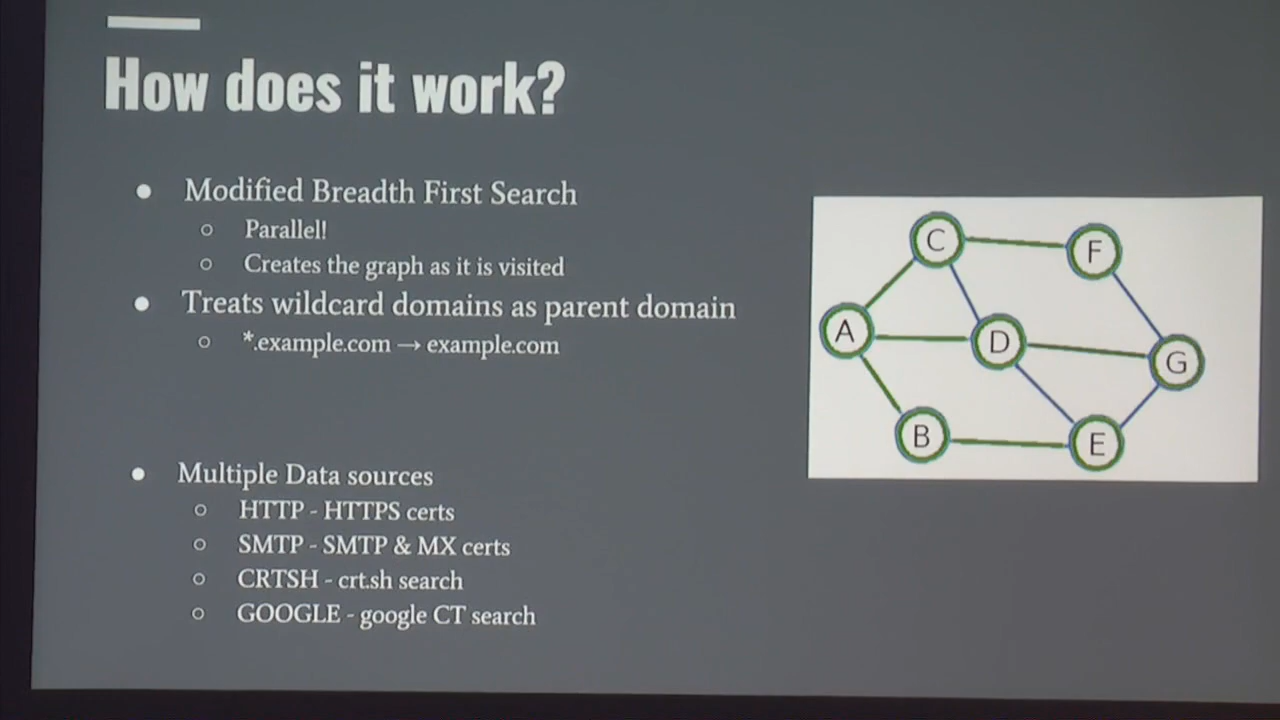 How does it work?
● Modified Breadth First Search
○ Parallel!
○ Creates the graph as it is visited
● Treats wildcard domains as parent domain
○ *.example.com → example.com
● Multiple Data sources
○ HTTP - HTTPS certs
○ SMTP - SMTP & MX certs
○ CRTSH - crt.sh search
○ GOOGLE - google CT search
C
F
A
D
G
B
E